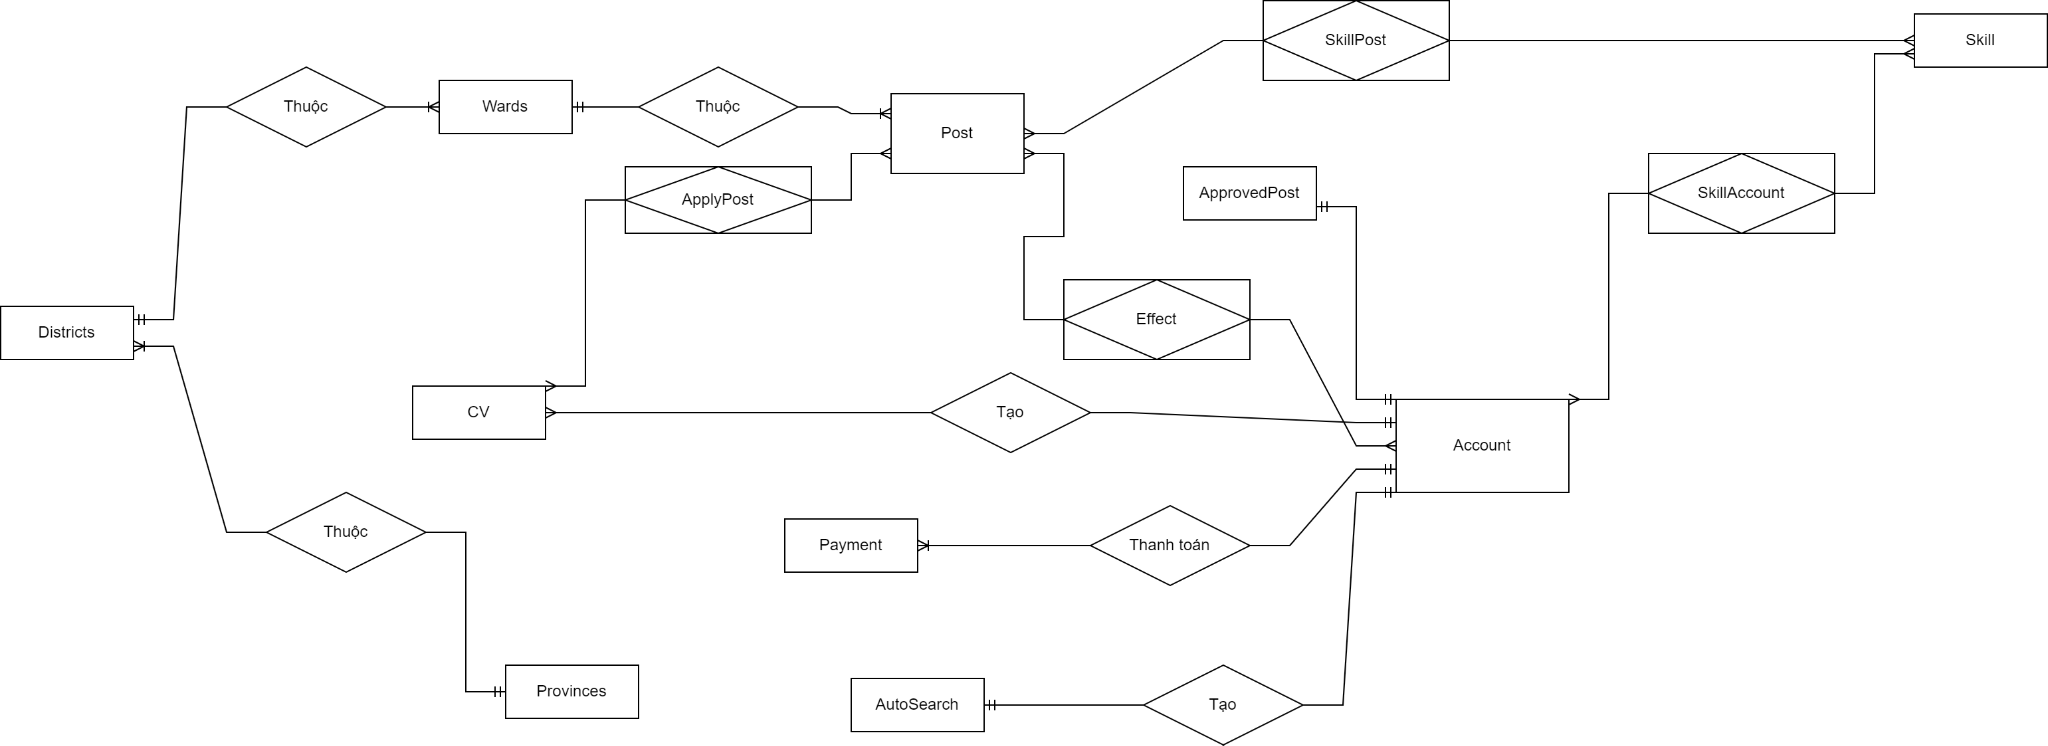 SkillPost
Skill
Thuộc
Wards
Thuộc
Post
ApplyPost
ApprovedPost
SkillAccount
Districts
Effect
CV
Tạo
Account
Thuộc
Payment
Thanh toán
Provinces
AutoSearch
Tạo